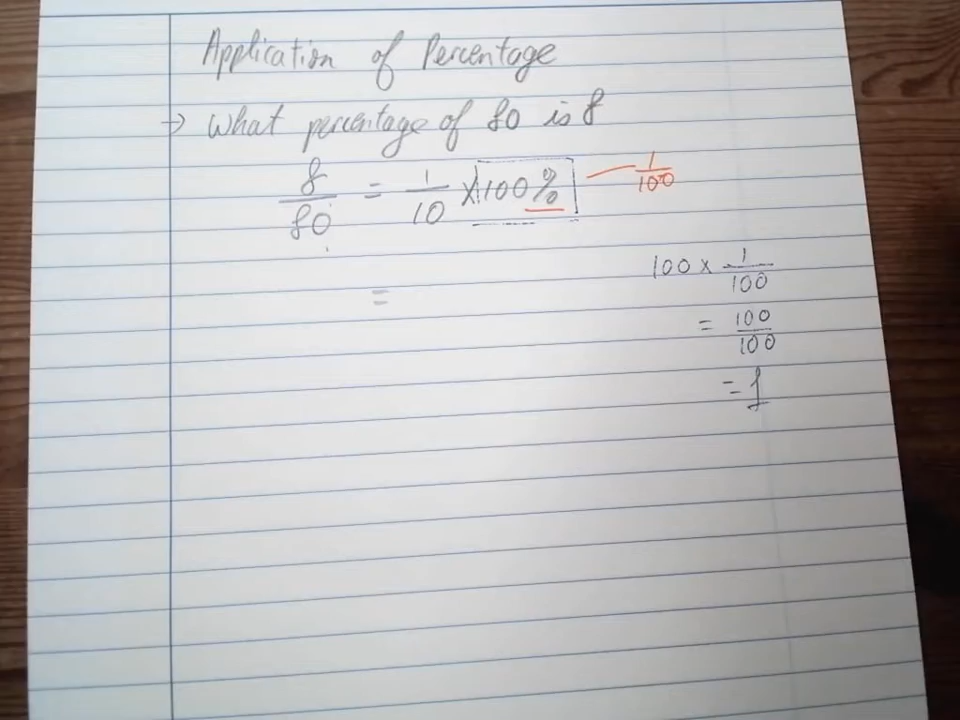 Application of Percentage
→ What percentage of 80 is 8
8/80 = 1/10 × 100% — 1/100
=
100 × 1/100
= 100/100
= 1